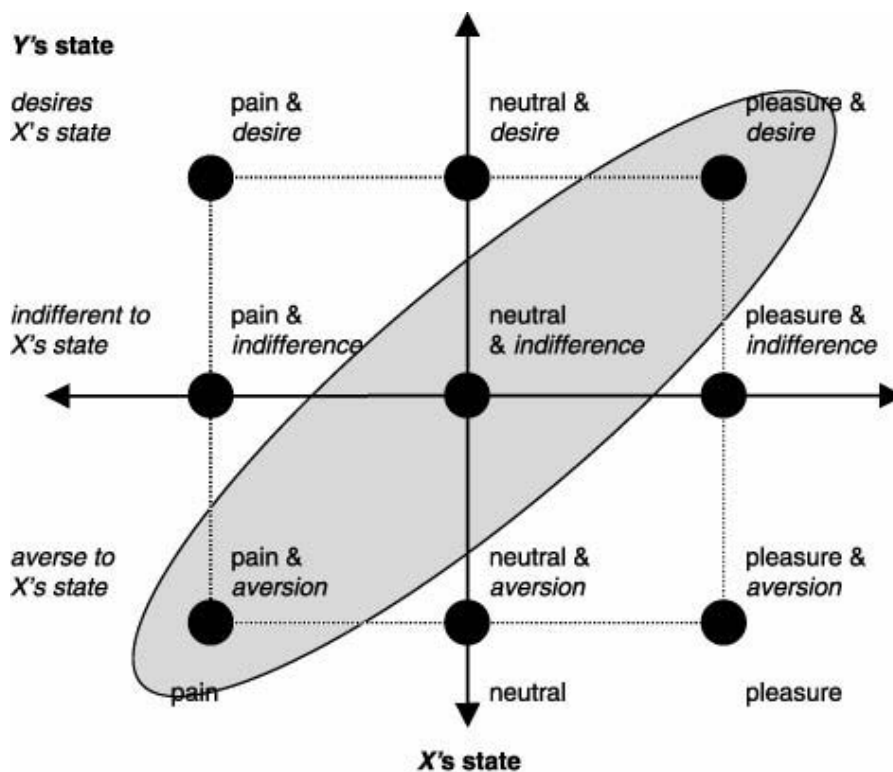 Y's state
desires
X's state
pain &
desire
neutral &
desire
pleasure &
desire
indifferent to
X's state
pain &
indifference
neutral
& indifference
pleasure &
indifference
averse to
X's state
pain &
aversion
neutral &
aversion
pleasure &
aversion
pain
neutral
pleasure
X's state